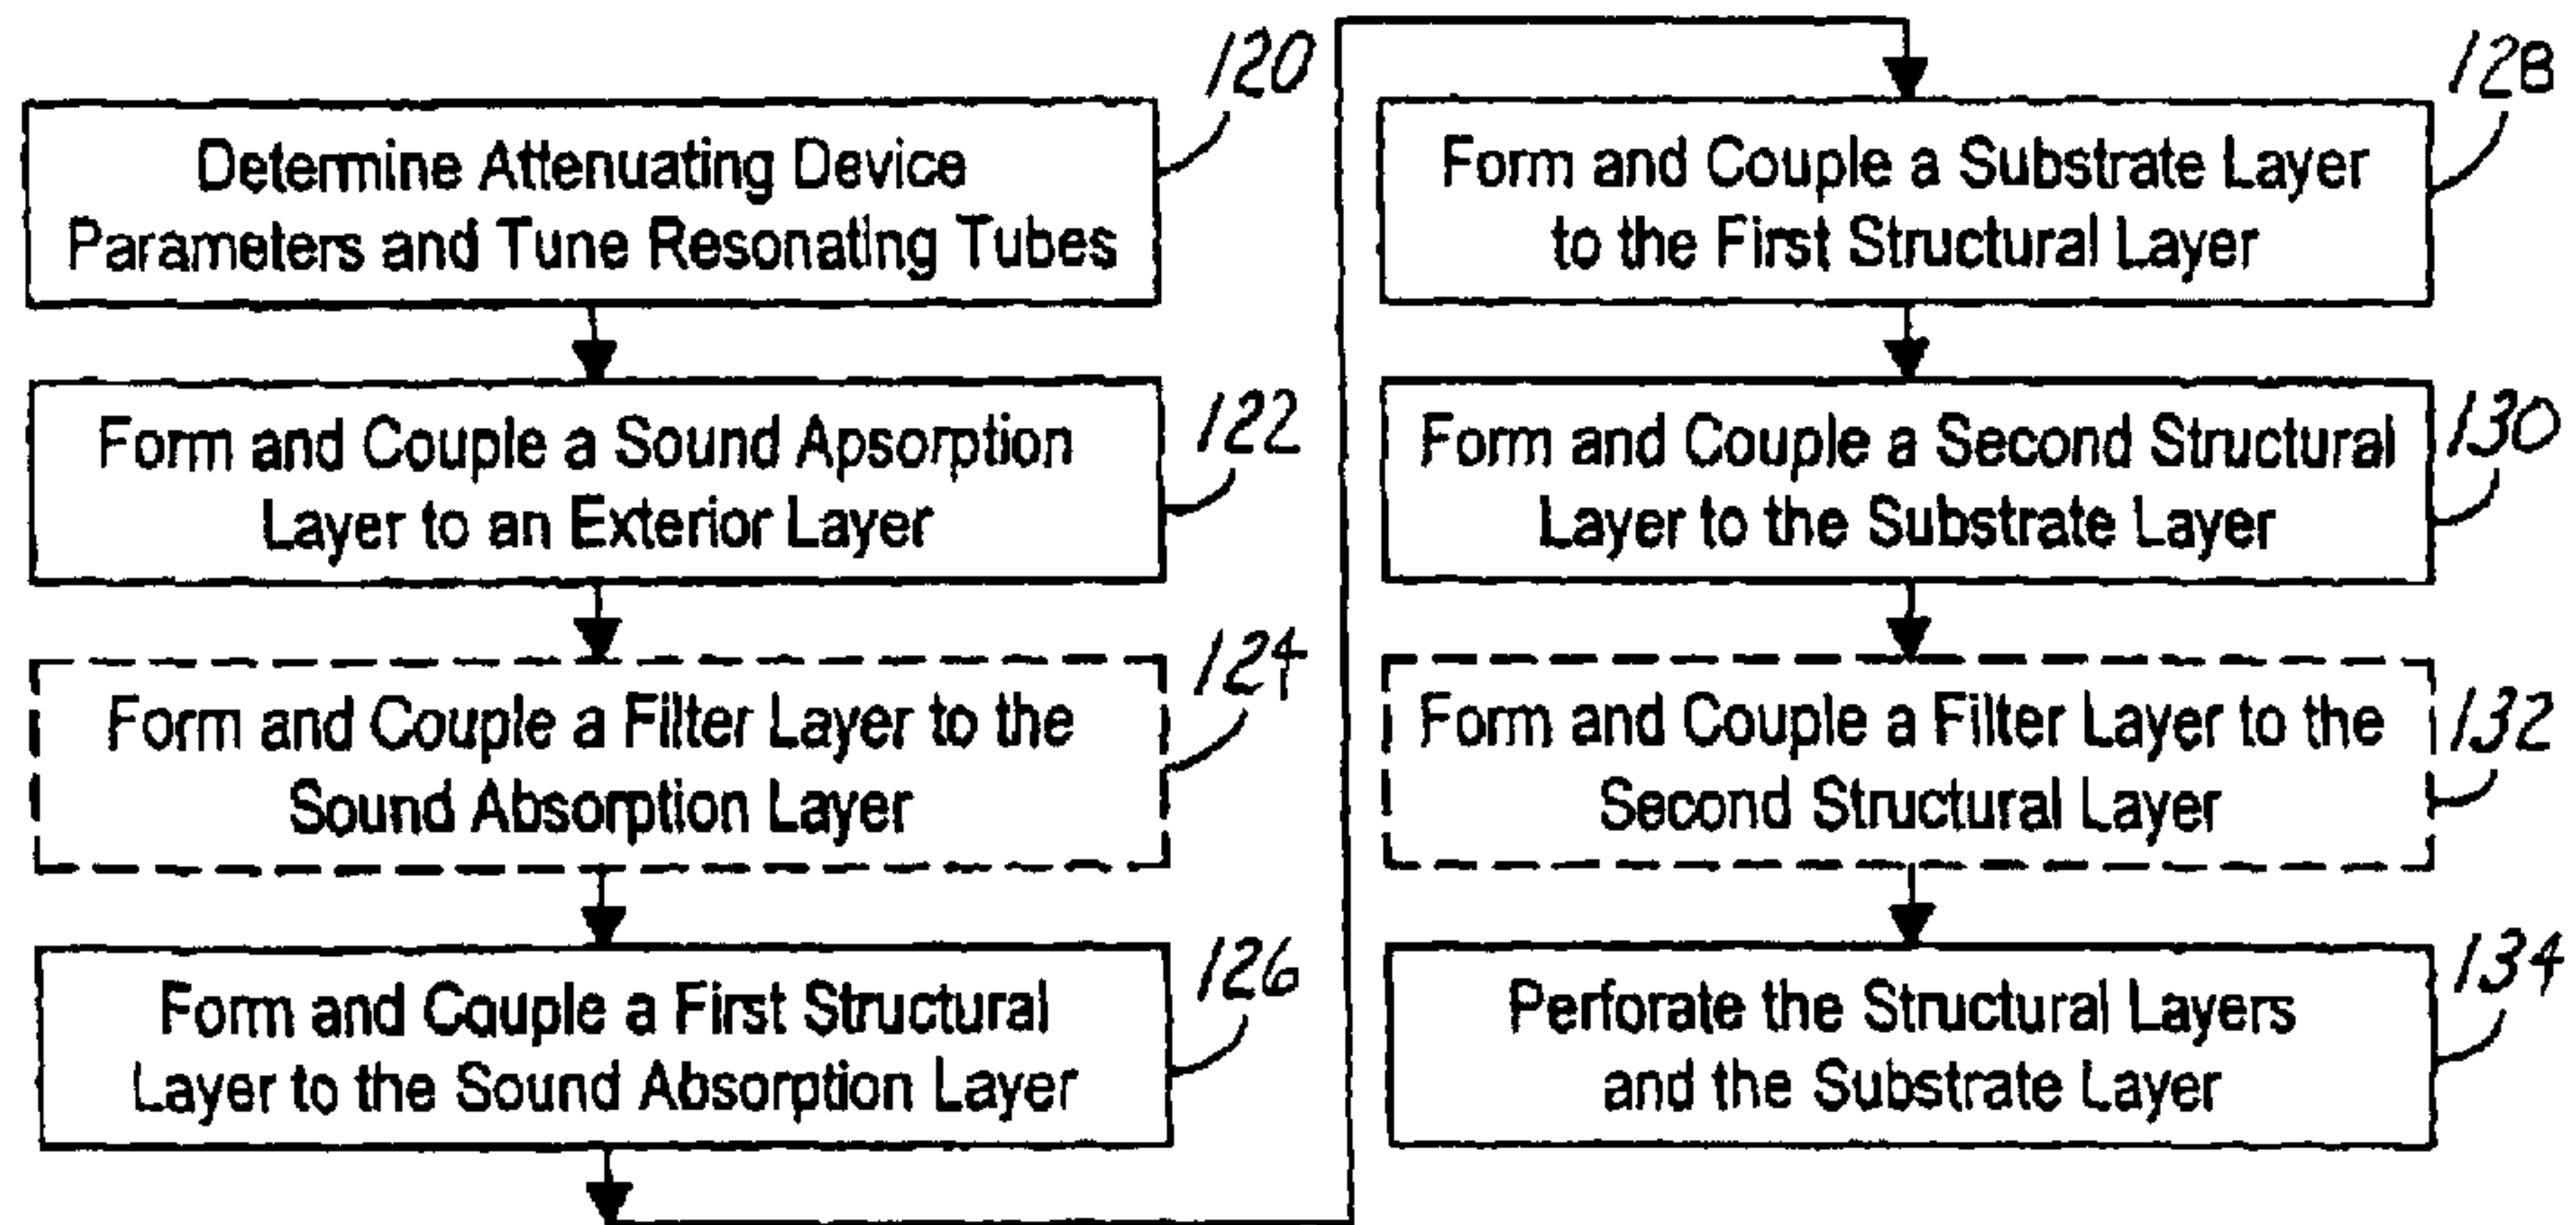 120
Determine Attenuating Device
Parameters and Tune Resonating Tubes
122
Form and Couple a Sound Apsorption
Layer to an Exterior Layer
124
Form and Couple a Filter Layer to the
Sound Absorption Layer
126
Form and Couple a First Structural
Layer to the Sound Absorption Layer
128
Form and Couple a Substrate Layer
to the First Structural Layer
130
Form and Couple a Second Structural
Layer to the Substrate Layer
132
Form and Couple a Filter Layer to the
Second Structural Layer
134
Perforate the Structural Layers
and the Substrate Layer